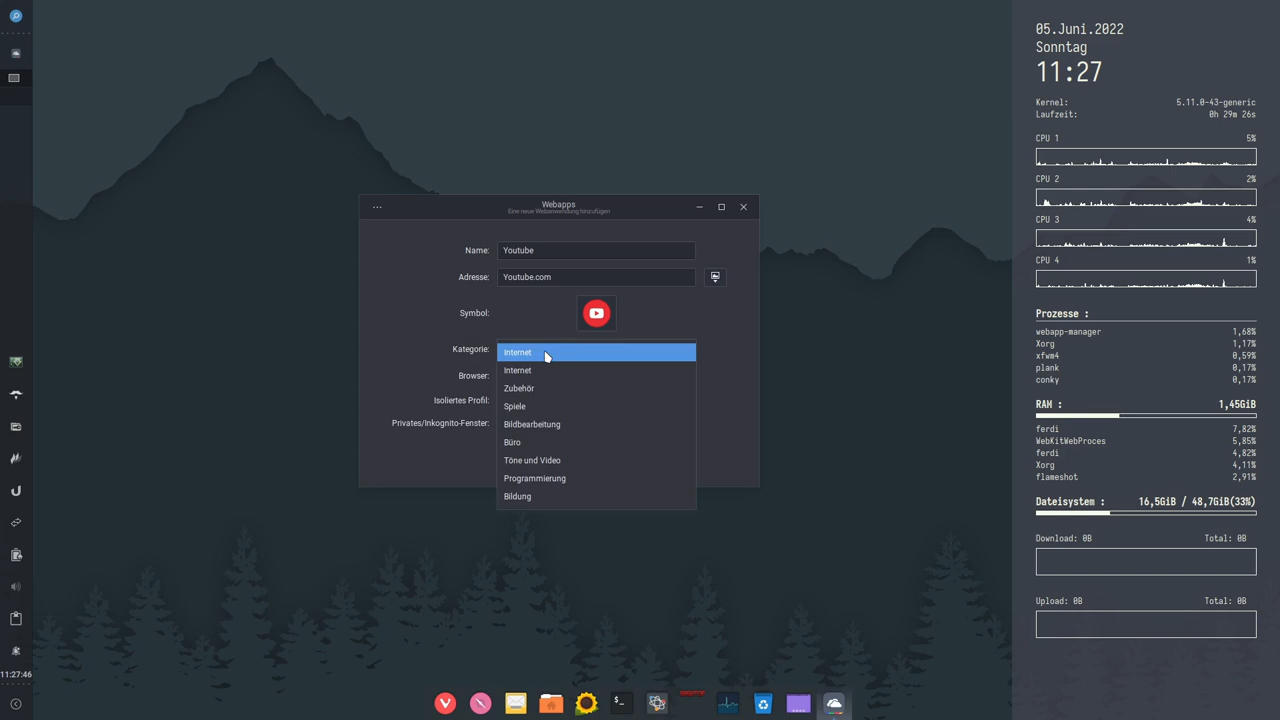 Webapps
Eine neue Webanwendung hinzufügen
Name:
Youtube
Adresse:
Youtube.com
Symbol:
Kategorie:
Browser:
Isoliertes Profil:
Privates/Inkognito-Fenster:
Internet
Internet
Zubehör
Spiele
Bildbearbeitung
Büro
Töne und Video
Programmierung
Bildung
05.Juni.2022
Sonntag
11:27
Kernel: 5.11.0-43-generic
Laufzeit: 0h 29m 26s
CPU 1 5%
CPU 2 2%
CPU 3 4%
CPU 4 1%
Prozesse :
webapp-manager 1,68%
Xorg 1,17%
xfwm4 0,59%
plank 0,17%
conky 0,17%
RAM : 1,45GiB
ferdi 7,82%
WebKitWebProces 5,85%
ferdi 4,82%
Xorg 4,11%
flameshot 2,91%
Dateisystem : 16,5GiB / 48,7GiB(33%)
Download: 0B Total: 0B
Upload: 0B Total: 0B
11:27:46
$_